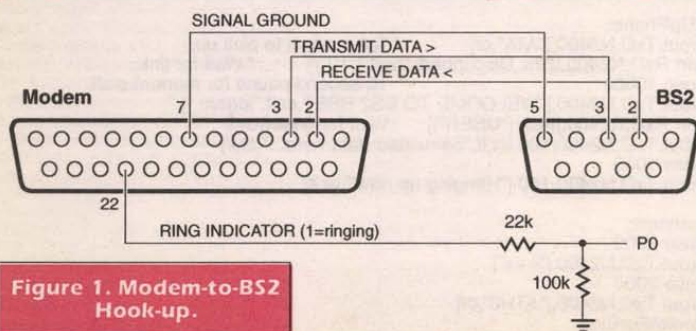 SIGNAL GROUND
TRANSMIT DATA >
RECEIVE DATA <
Modem
7
3
2
5
3
2
BS2
22
RING INDICATOR (1=ringing)
22k
P0
100k
Figure 1. Modem-to-BS2
Hook-up.